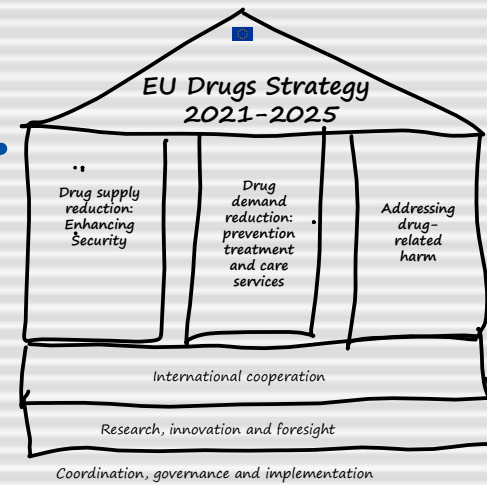 EU Drugs Strategy
2021-2025
Drug supply
reduction:
Enhancing
Security
Drug
demand
reduction:
prevention
treatment
and care
services
Addressing
drug-
related
harm
International cooperation
Research, innovation and foresight
Coordination, governance and implementation